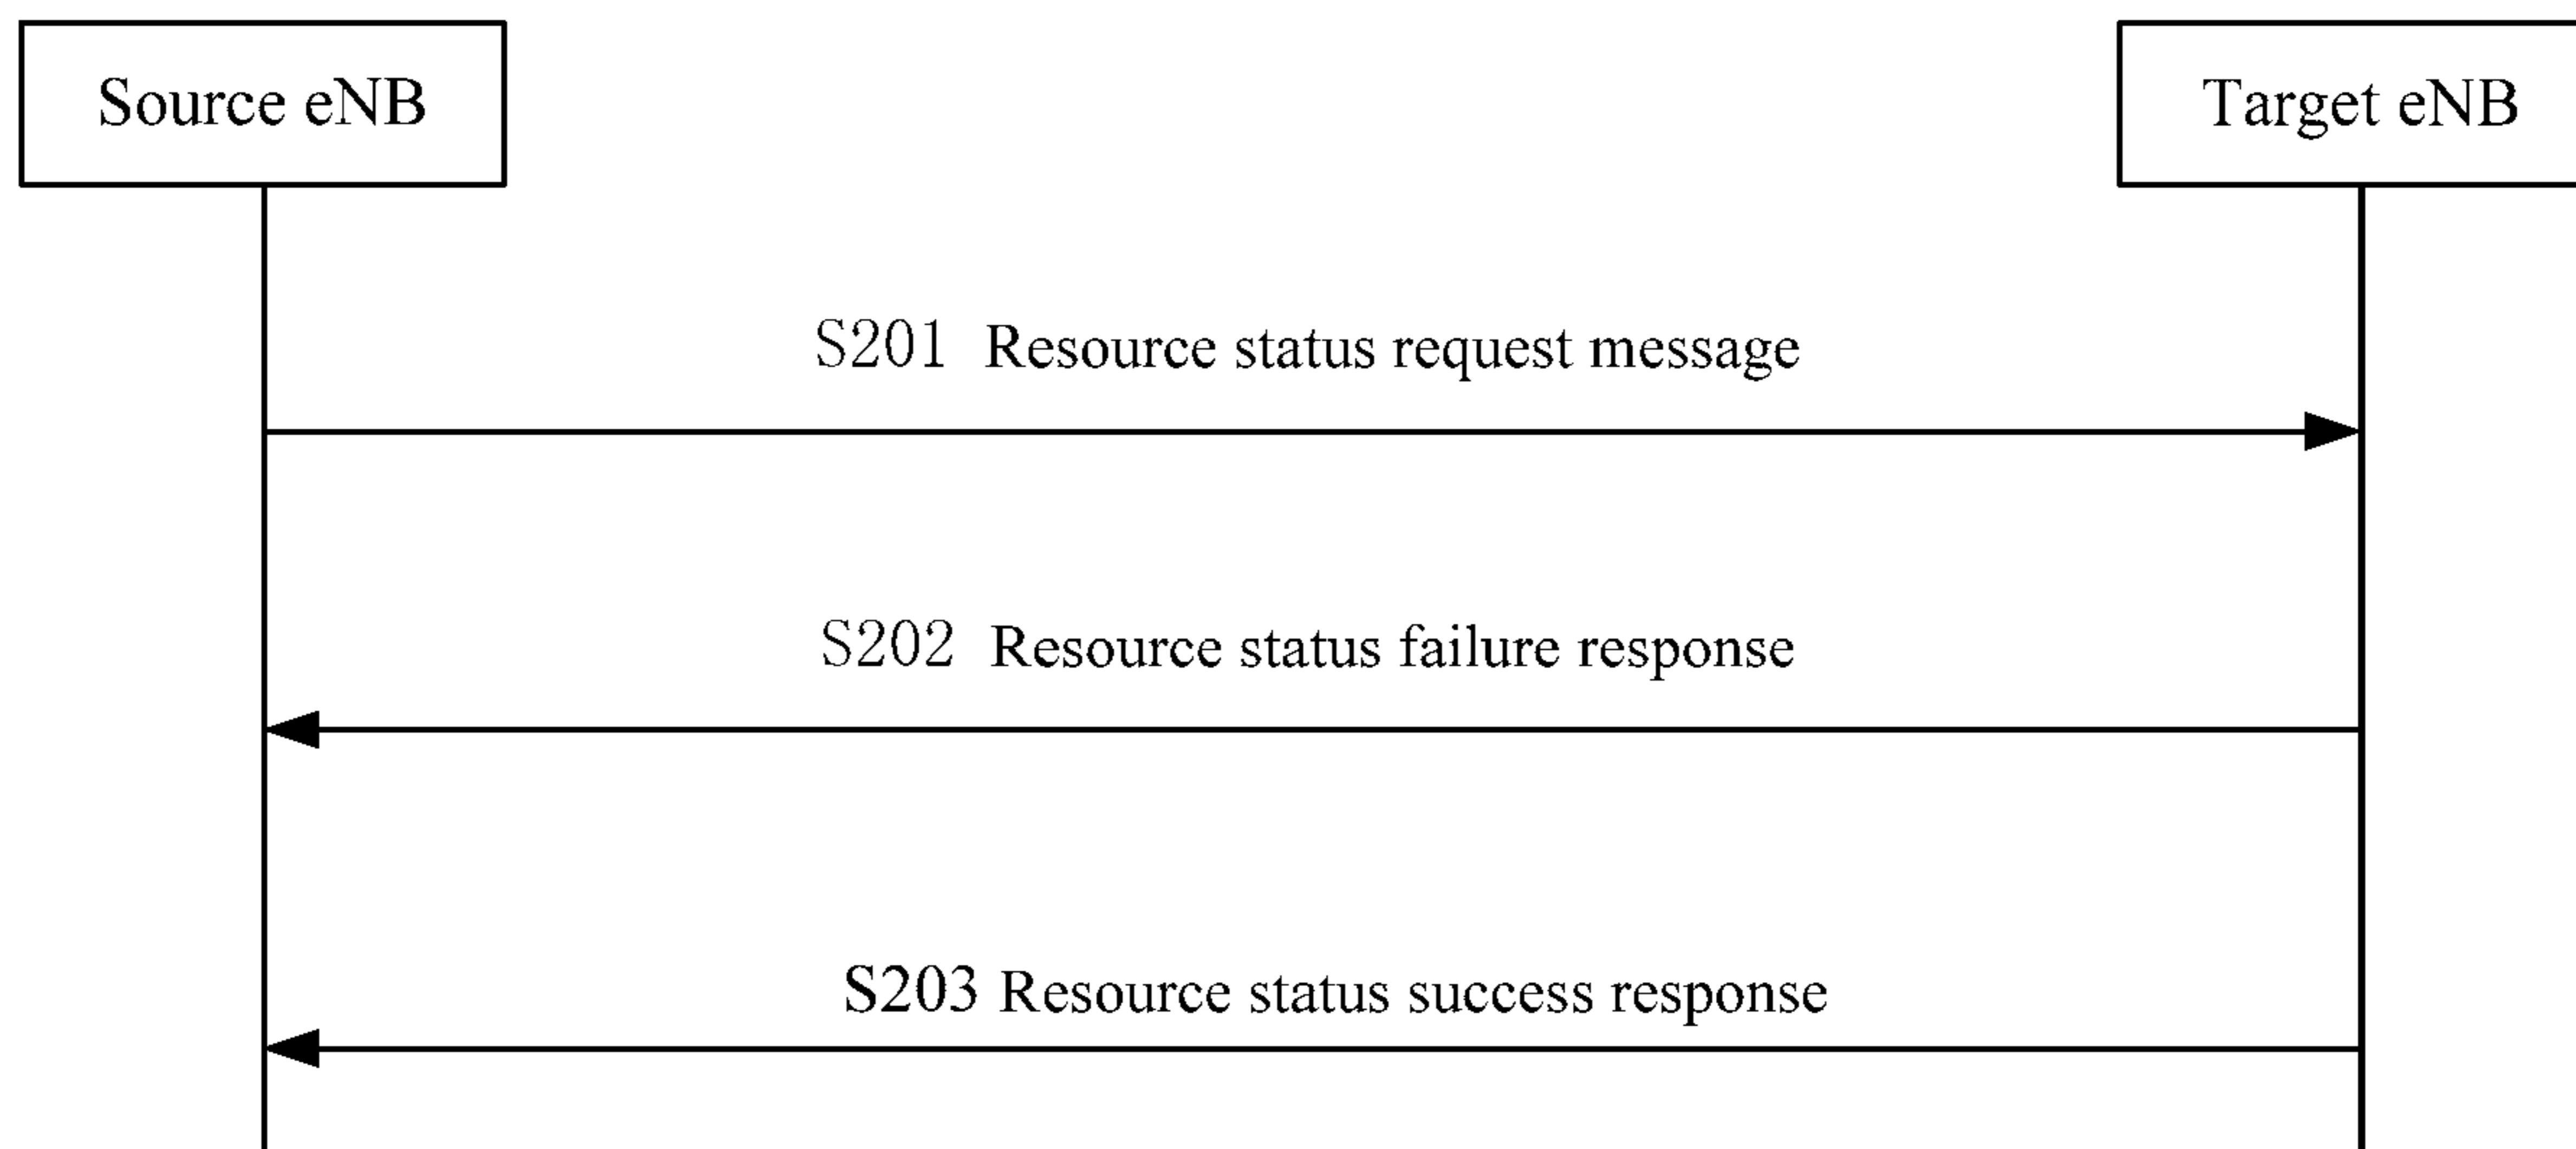 Source eNB
Target eNB
S201 Resource status request message
S202 Resource status failure response
S203 Resource status success response